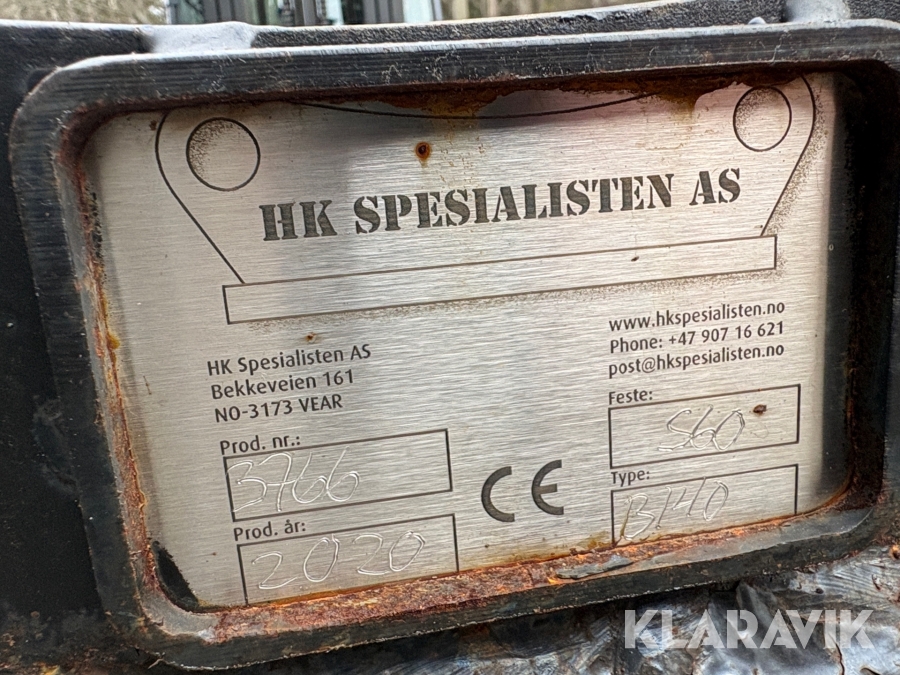 HK SPESIALISTEN AS
HK Spesialisten AS
Bekkeveien 161
NO-3173 VEAR
www.hkspesialisten.no
Phone: +47 907 16 621
post@hkspesialisten.no
Prod. nr.:
3766
Prod. år:
2020
CE
Feste:
S60
Type:
B140
KLARAVIK